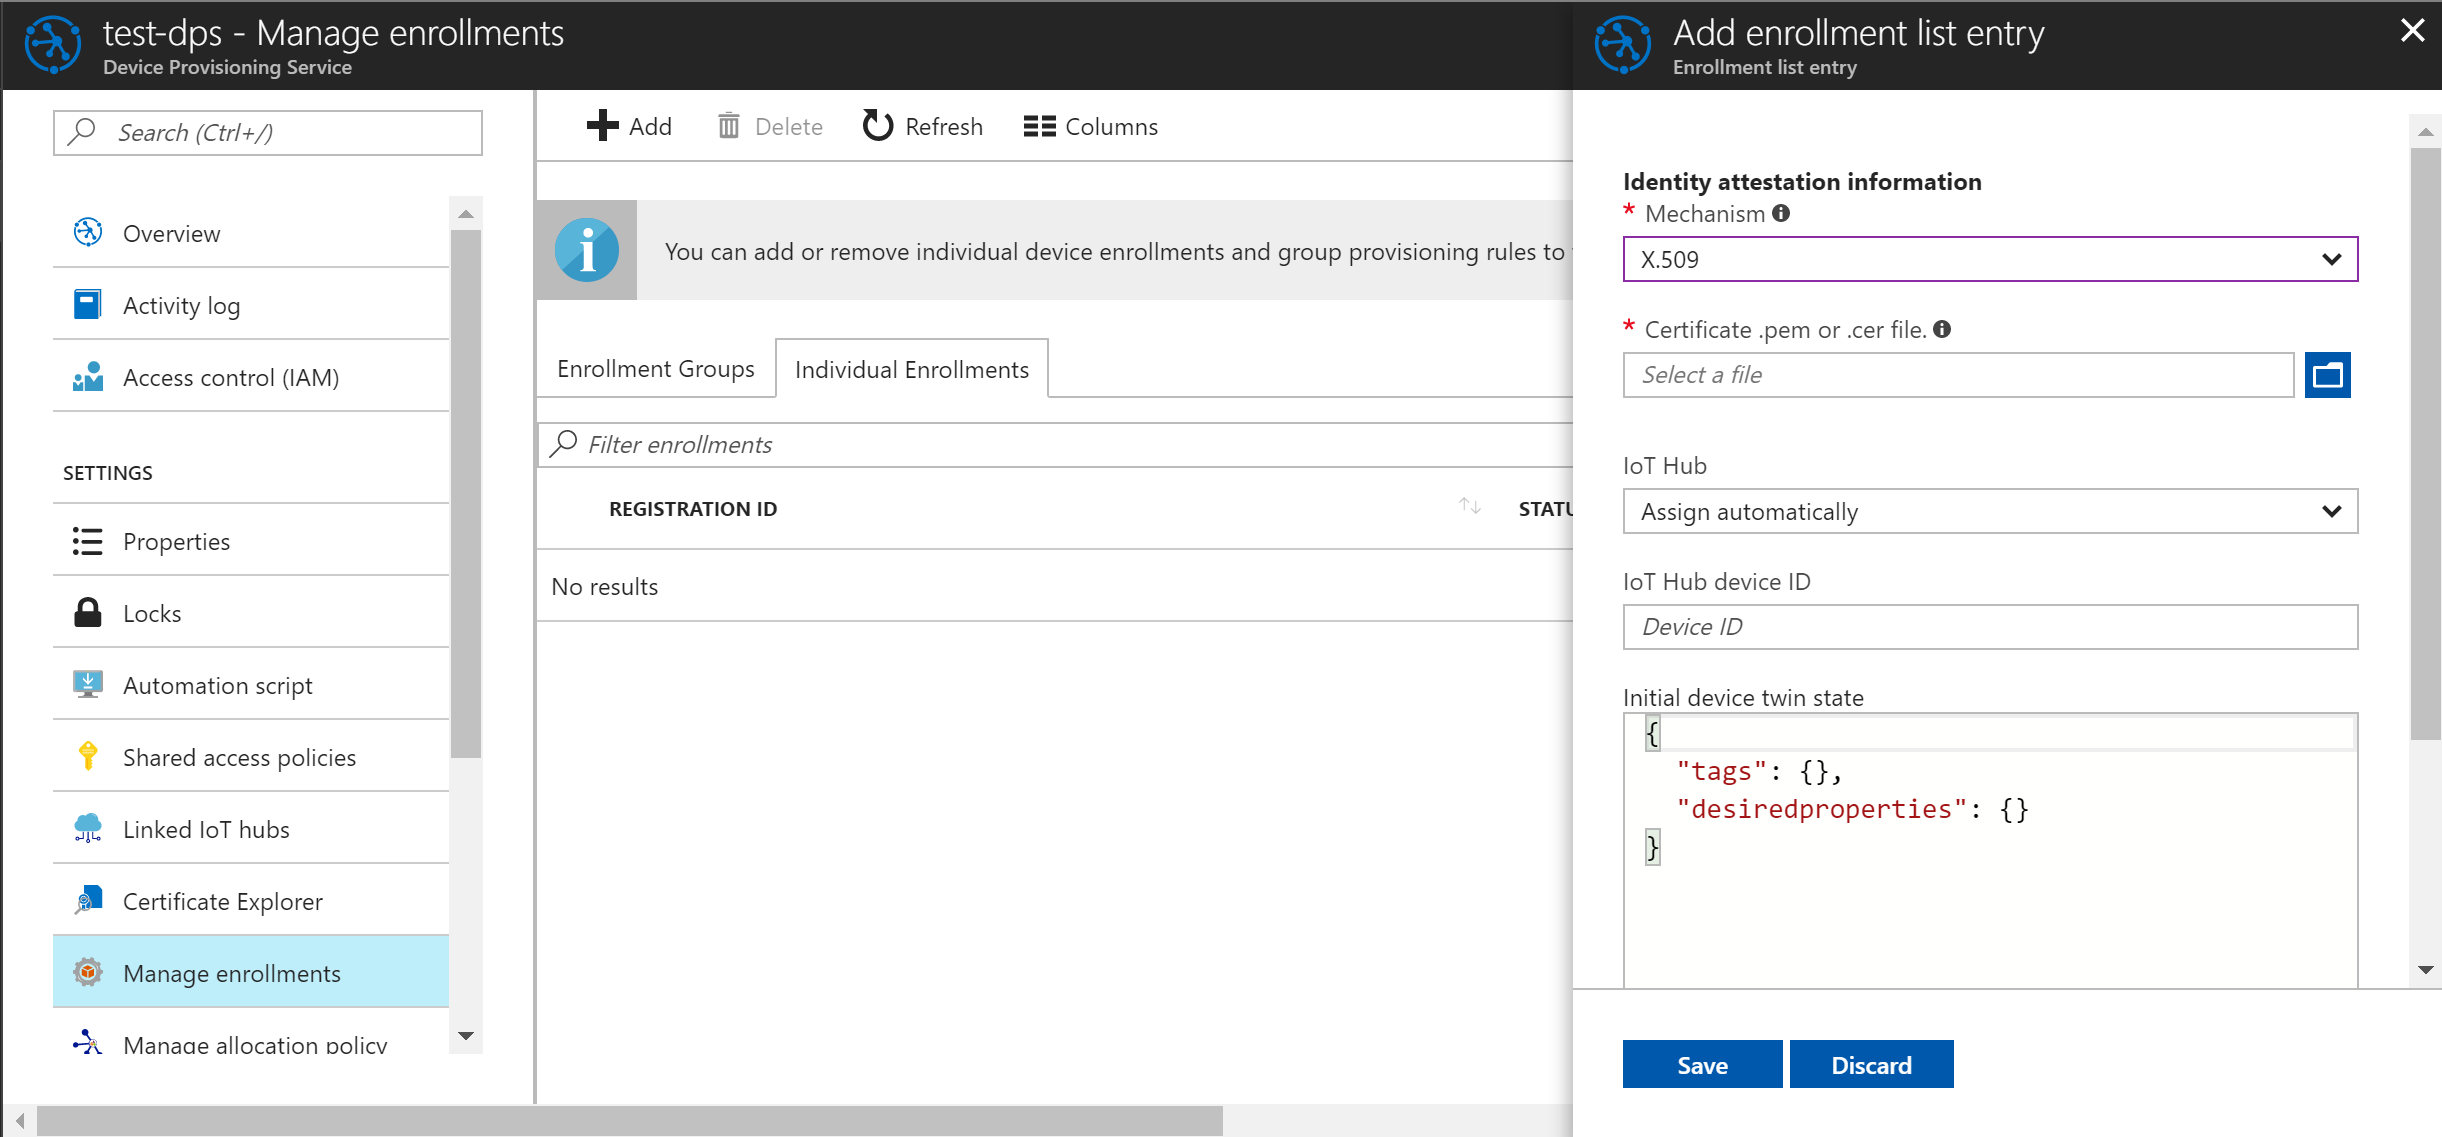 test-dps - Manage enrollments
Device Provisioning Service
Search (Ctrl+/)
Overview
Activity log
Access control (IAM)
SETTINGS
Properties
Locks
Automation script
Shared access policies
Linked IoT hubs
Certificate Explorer
Manage enrollments
Manage allocation policy
Add
Delete
Refresh
Columns
You can add or remove individual device enrollments and group provisioning rules to
Enrollment Groups
Individual Enrollments
Filter enrollments
REGISTRATION ID
STATU
No results
Add enrollment list entry
Enrollment list entry
Identity attestation information
* Mechanism
X.509
* Certificate .pem or .cer file.
Select a file
IoT Hub
Assign automatically
IoT Hub device ID
Device ID
Initial device twin state
{
"tags": {},
"desiredproperties": {}
}
Save
Discard